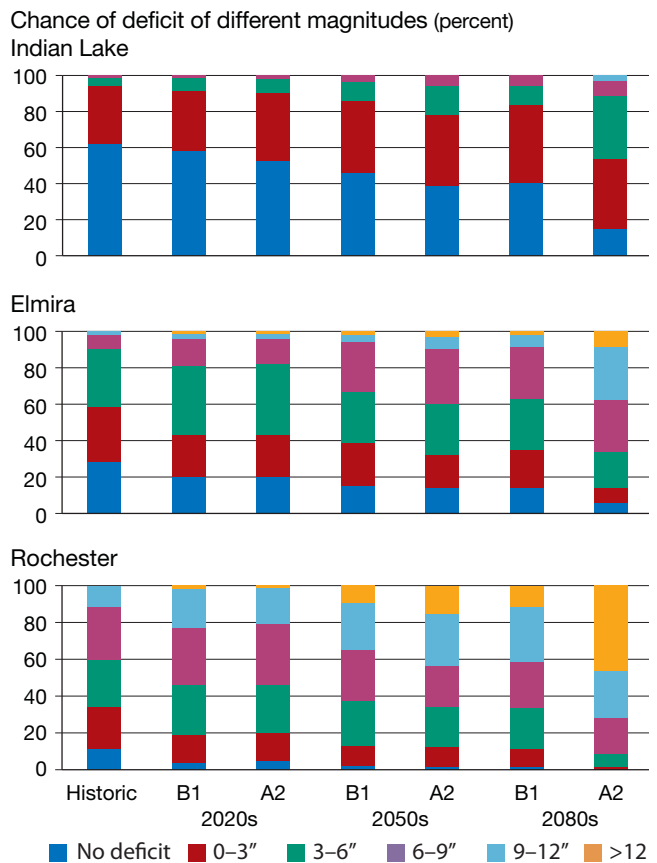 Chance of deficit of different magnitudes (percent)
Indian Lake
100
80
60
40
20
0
Elmira
100
80
60
40
20
0
Rochester
100
80
60
40
20
0
Historic B1 A2 B1 A2 B1 A2
2020s 2050s 2080s
No deficit 0–3″ 3–6″ 6–9″ 9–12″ >12